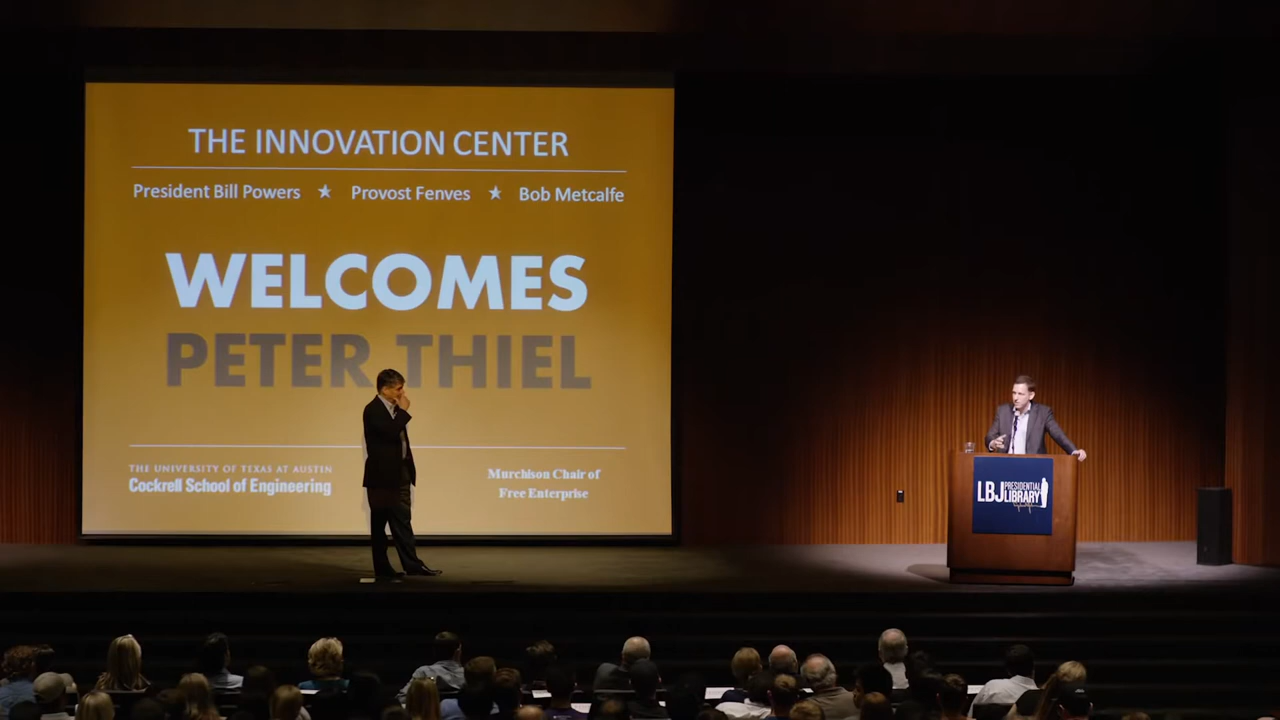 THE INNOVATION CENTER
President Bill Powers ★ Provost Fenves ★ Bob Metcalfe
WELCOMES
PETER THIEL
THE UNIVERSITY OF TEXAS AT AUSTIN
Cockrell School of Engineering
Murchison Chair of
Free Enterprise
LBJ PRESIDENTIAL
LIBRARY